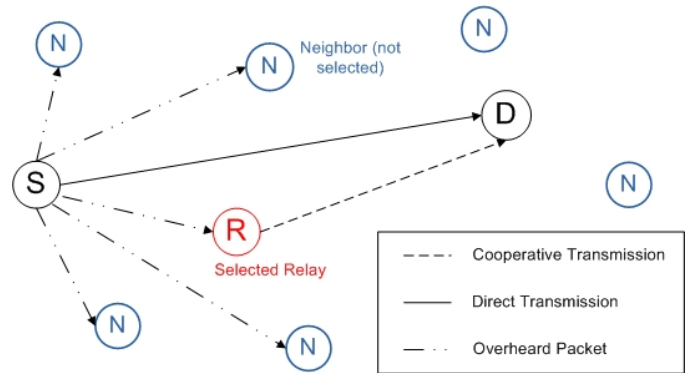 N
N
Neighbor (not
selected)
N
D
S
N
R
Selected Relay
N
N
Cooperative Transmission
Direct Transmission
Overheard Packet